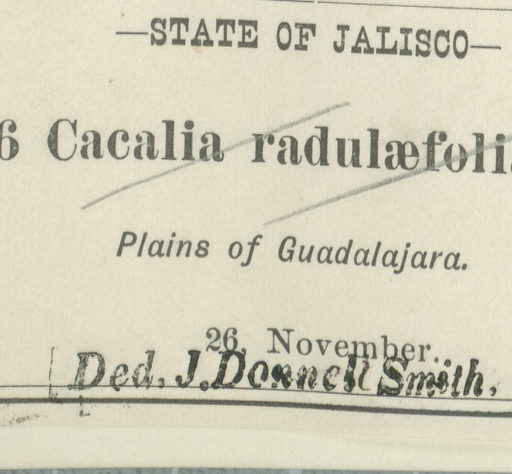 —STATE OF JALISCO—
6 Cacalia radulæfoli
Plains of Guadalajara.
26, November.
Ded. J. Donnell Smith.